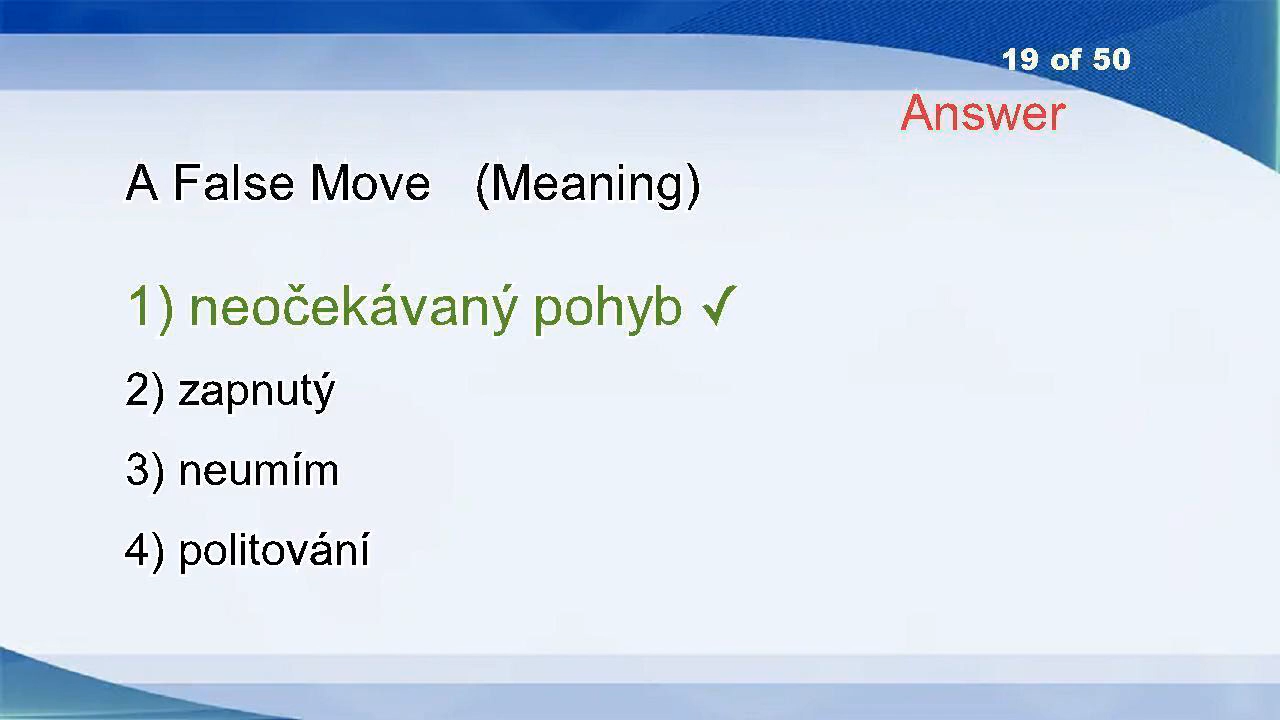 19 of 50
Answer
A False Move (Meaning)
1) neočekávaný pohyb ✓
2) zapnutý
3) neumím
4) politování